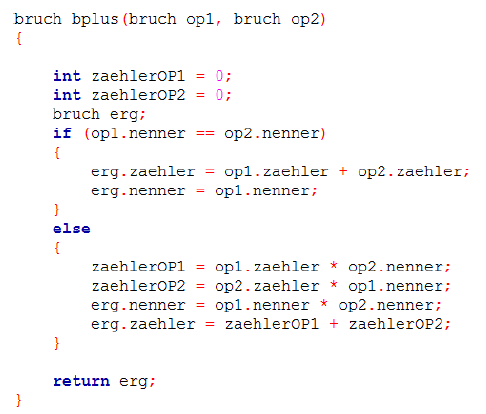 bruch bplus(bruch op1, bruch op2)
{
int zaehlerOP1 = 0;
int zaehlerOP2 = 0;
bruch erg;
if (op1.nenner == op2.nenner)
{
erg.zaehler = op1.zaehler + op2.zaehler;
erg.nenner = op1.nenner;
}
else
{
zaehlerOP1 = op1.zaehler * op2.nenner;
zaehlerOP2 = op2.zaehler * op1.nenner;
erg.nenner = op1.nenner * op2.nenner;
erg.zaehler = zaehlerOP1 + zaehlerOP2;
}
return erg;
}